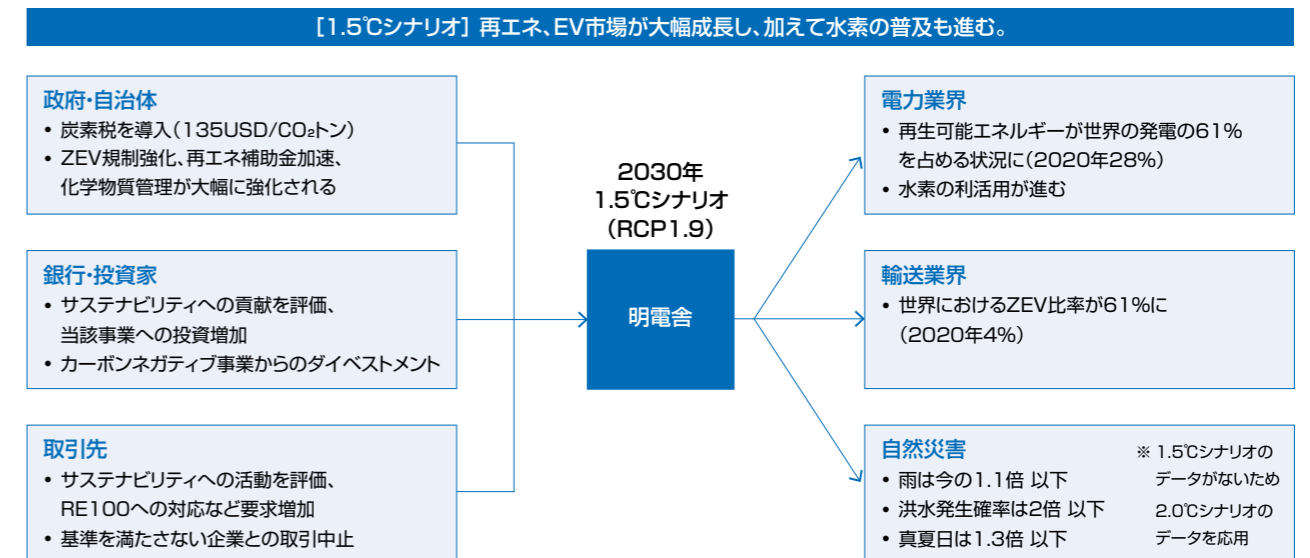 ［1.5℃シナリオ］再エネ、EV市場が大幅成長し、加えて水素の普及も進む。
政府・自治体
• 炭素税を導入（135USD/CO₂トン）
• ZEV規制強化、再エネ補助金加速、
化学物質管理が大幅に強化される
銀行・投資家
• サステナビリティへの貢献を評価、
当該事業への投資増加
• カーボンネガティブ事業からのダイベストメント
取引先
• サステナビリティへの活動を評価、
RE100への対応など要求増加
• 基準を満たさない企業との取引中止
2030年
1.5℃シナリオ
（RCP1.9）
明電舎
電力業界
• 再生可能エネルギーが世界の発電の61%
を占める状況に（2020年28%）
• 水素の利活用が進む
輸送業界
• 世界におけるZEV比率が61%に
（2020年4%）
自然災害
• 雨は今の1.1倍 以下
• 洪水発生確率は2倍 以下
• 真夏日は1.3倍 以下
※ 1.5℃シナリオの
データがないため
2.0℃シナリオの
データを応用